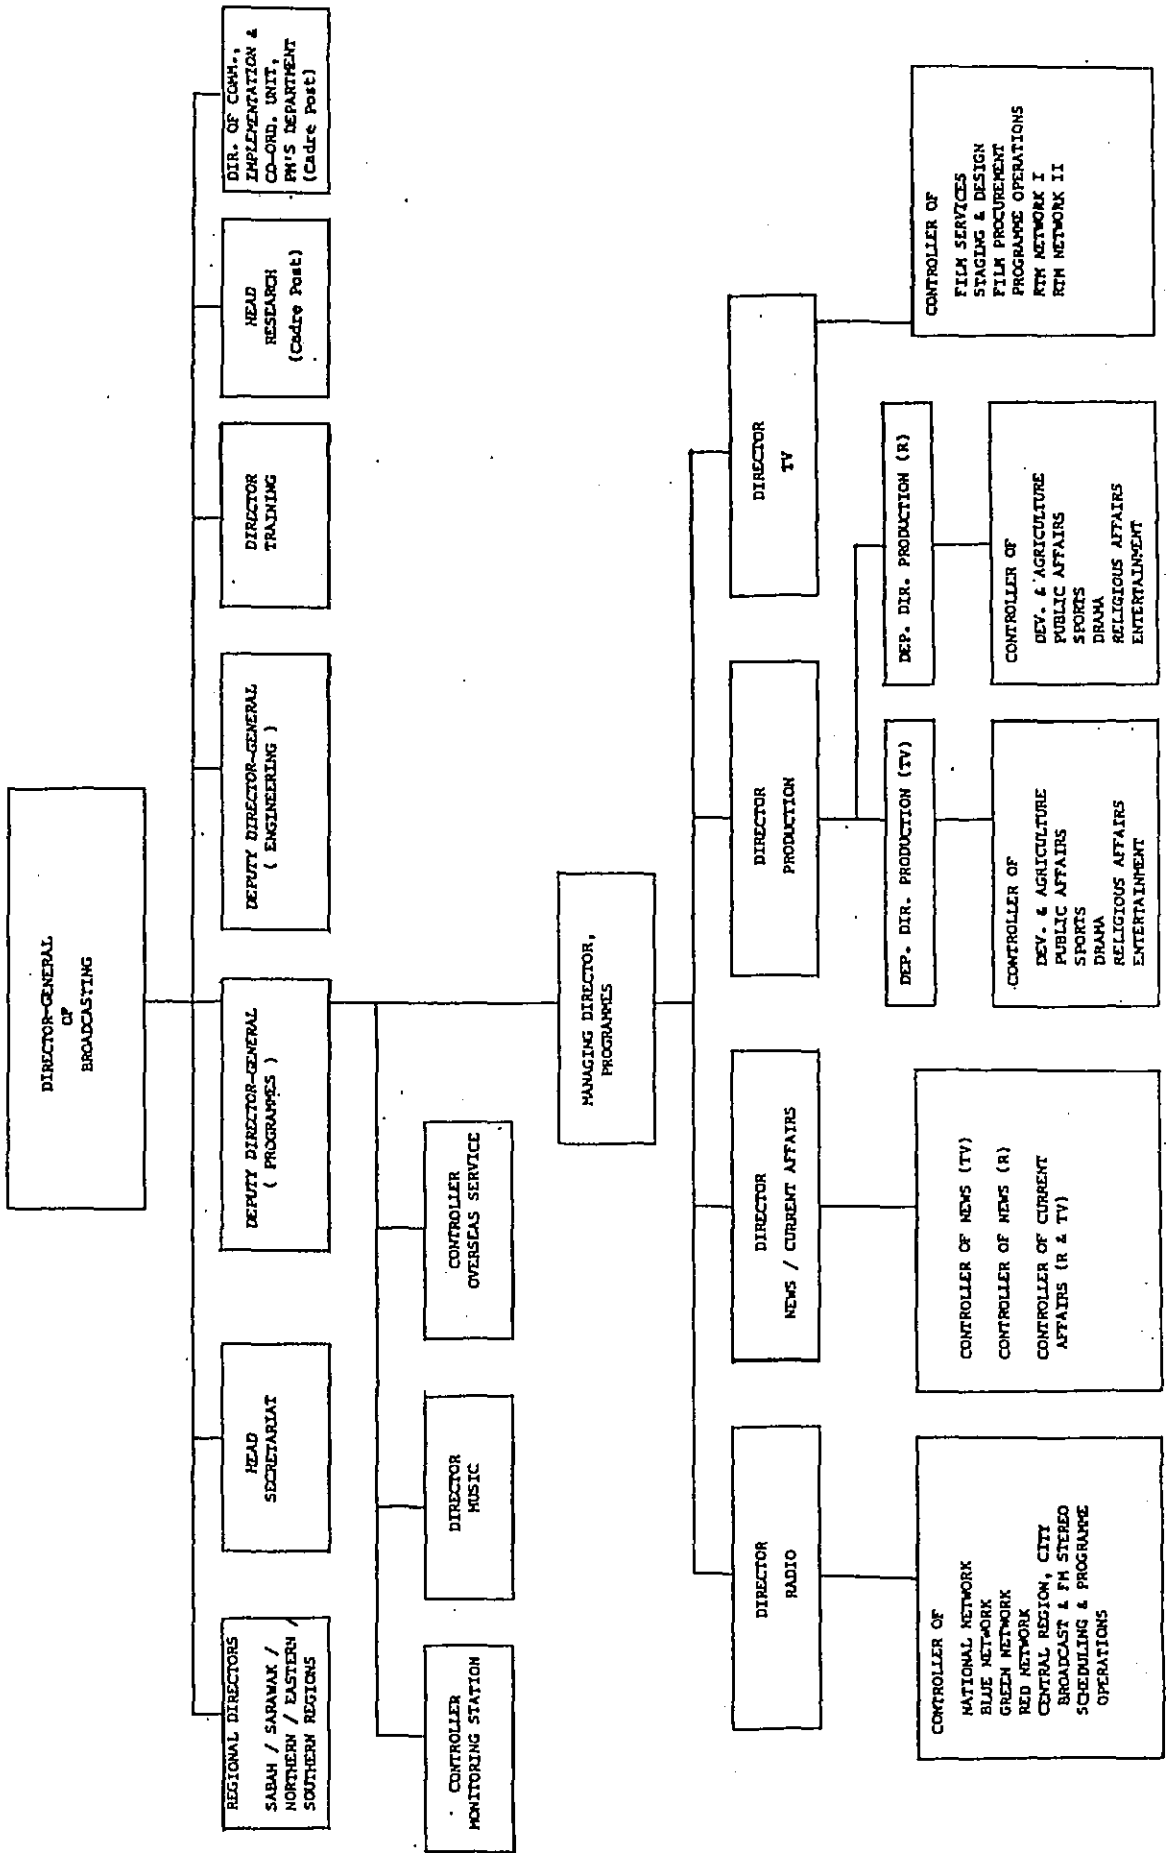 DIRECTOR-GENERAL
OF
BROADCASTING
REGIONAL DIRECTORS
SABAH / SARAWAK /
NORTHERN / EASTERN /
SOUTHERN REGIONS
HEAD
SECRETARIAT
DEPUTY DIRECTOR-GENERAL
( PROGRAMMES )
DEPUTY DIRECTOR-GENERAL
( ENGINEERING )
DIRECTOR
TRAINING
HEAD
RESEARCH
(Cadre Post)
DIR. OF COMM.,
IMPLEMENTATION &
CO-ORD. UNIT,
PM'S DEPARTMENT
(Cadre Post)
CONTROLLER
MONITORING STATION
DIRECTOR
MUSIC
CONTROLLER
OVERSEAS SERVICE
MANAGING DIRECTOR,
PROGRAMMES
DIRECTOR
RADIO
DIRECTOR
NEWS / CURRENT AFFAIRS
DIRECTOR
PRODUCTION
DIRECTOR
TV
DEP. DIR. PRODUCTION (TV)
DEP. DIR. PRODUCTION (R)
CONTROLLER OF
NATIONAL NETWORK
BLUE NETWORK
GREEN NETWORK
RED NETWORK
CENTRAL REGION, CITY
BROADCAST & FM STEREO
SCHEDULING & PROGRAMME
OPERATIONS
CONTROLLER OF NEWS (TV)
CONTROLLER OF NEWS (R)
CONTROLLER OF CURRENT
AFFAIRS (R & TV)
CONTROLLER OF
DEV. & AGRICULTURE
PUBLIC AFFAIRS
SPORTS
DRAMA
RELIGIOUS AFFAIRS
ENTERTAINMENT
CONTROLLER OF
DEV. & AGRICULTURE
PUBLIC AFFAIRS
SPORTS
DRAMA
RELIGIOUS AFFAIRS
ENTERTAINMENT
CONTROLLER OF
FILM SERVICES
STAGING & DESIGN
FILM PROCUREMENT
PROGRAMME OPERATIONS
RTM NETWORK I
RTM NETWORK II